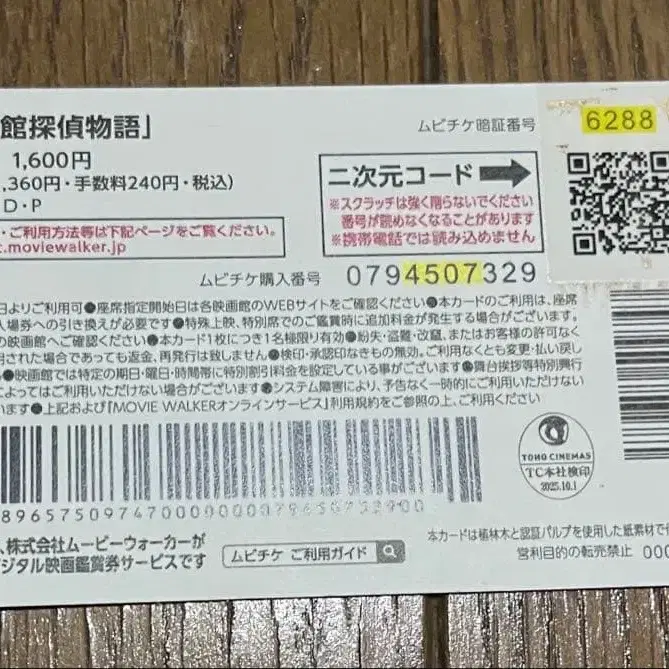 館探偵物語」
1,600円
,360円・手数料240円・税込)
D・P
・ご利用方法等は下記ページをご覧ください。
t.moviewalker.jp
ムビチケ暗証番号
6288
二次元コード
※スクラッチは強く削らないでください
番号が読めなくなることがあります
※携帯電話では読み込めません
ムビチケ購入番号 0794507329
日よりご利用可●座席指定開始日は各映画館のWEBサイトをご確認ください●本カードのご利用は、座席
入場券への引き換えが必要です●特殊上映、特別席でのご鑑賞時に追加料金が発生する場合がございます。
の映画館へご確認ください●本カード1枚につき1名様限り有効●紛失・盗難・改竄、またはお客様の許可なく
用された場合であっても返金、再発行は致しません●検印・承認印なきもの無効。ご利用なくとも変更・払い戻し
●映画館では特定の期日・曜日・時間帯に特別割引料金を設定している事がございます●舞台挨拶等特別興行
よってはご利用いただけない場合がございます●システム障害により、予告なく一時的にご利用いただけない
います●上記および「MOVIE WALKERオンラインサービス」利用規約をご参照の上、ご利用ください
TOHO CINEMAS
TC本社検印
2025.10.1
、株式会社ムービーウォーカーが
ジタル映画鑑賞券サービスです
ムビチケ ご利用ガイド
本カードは植林木と認証パルプを使用した紙素材で
営利目的の転売禁止